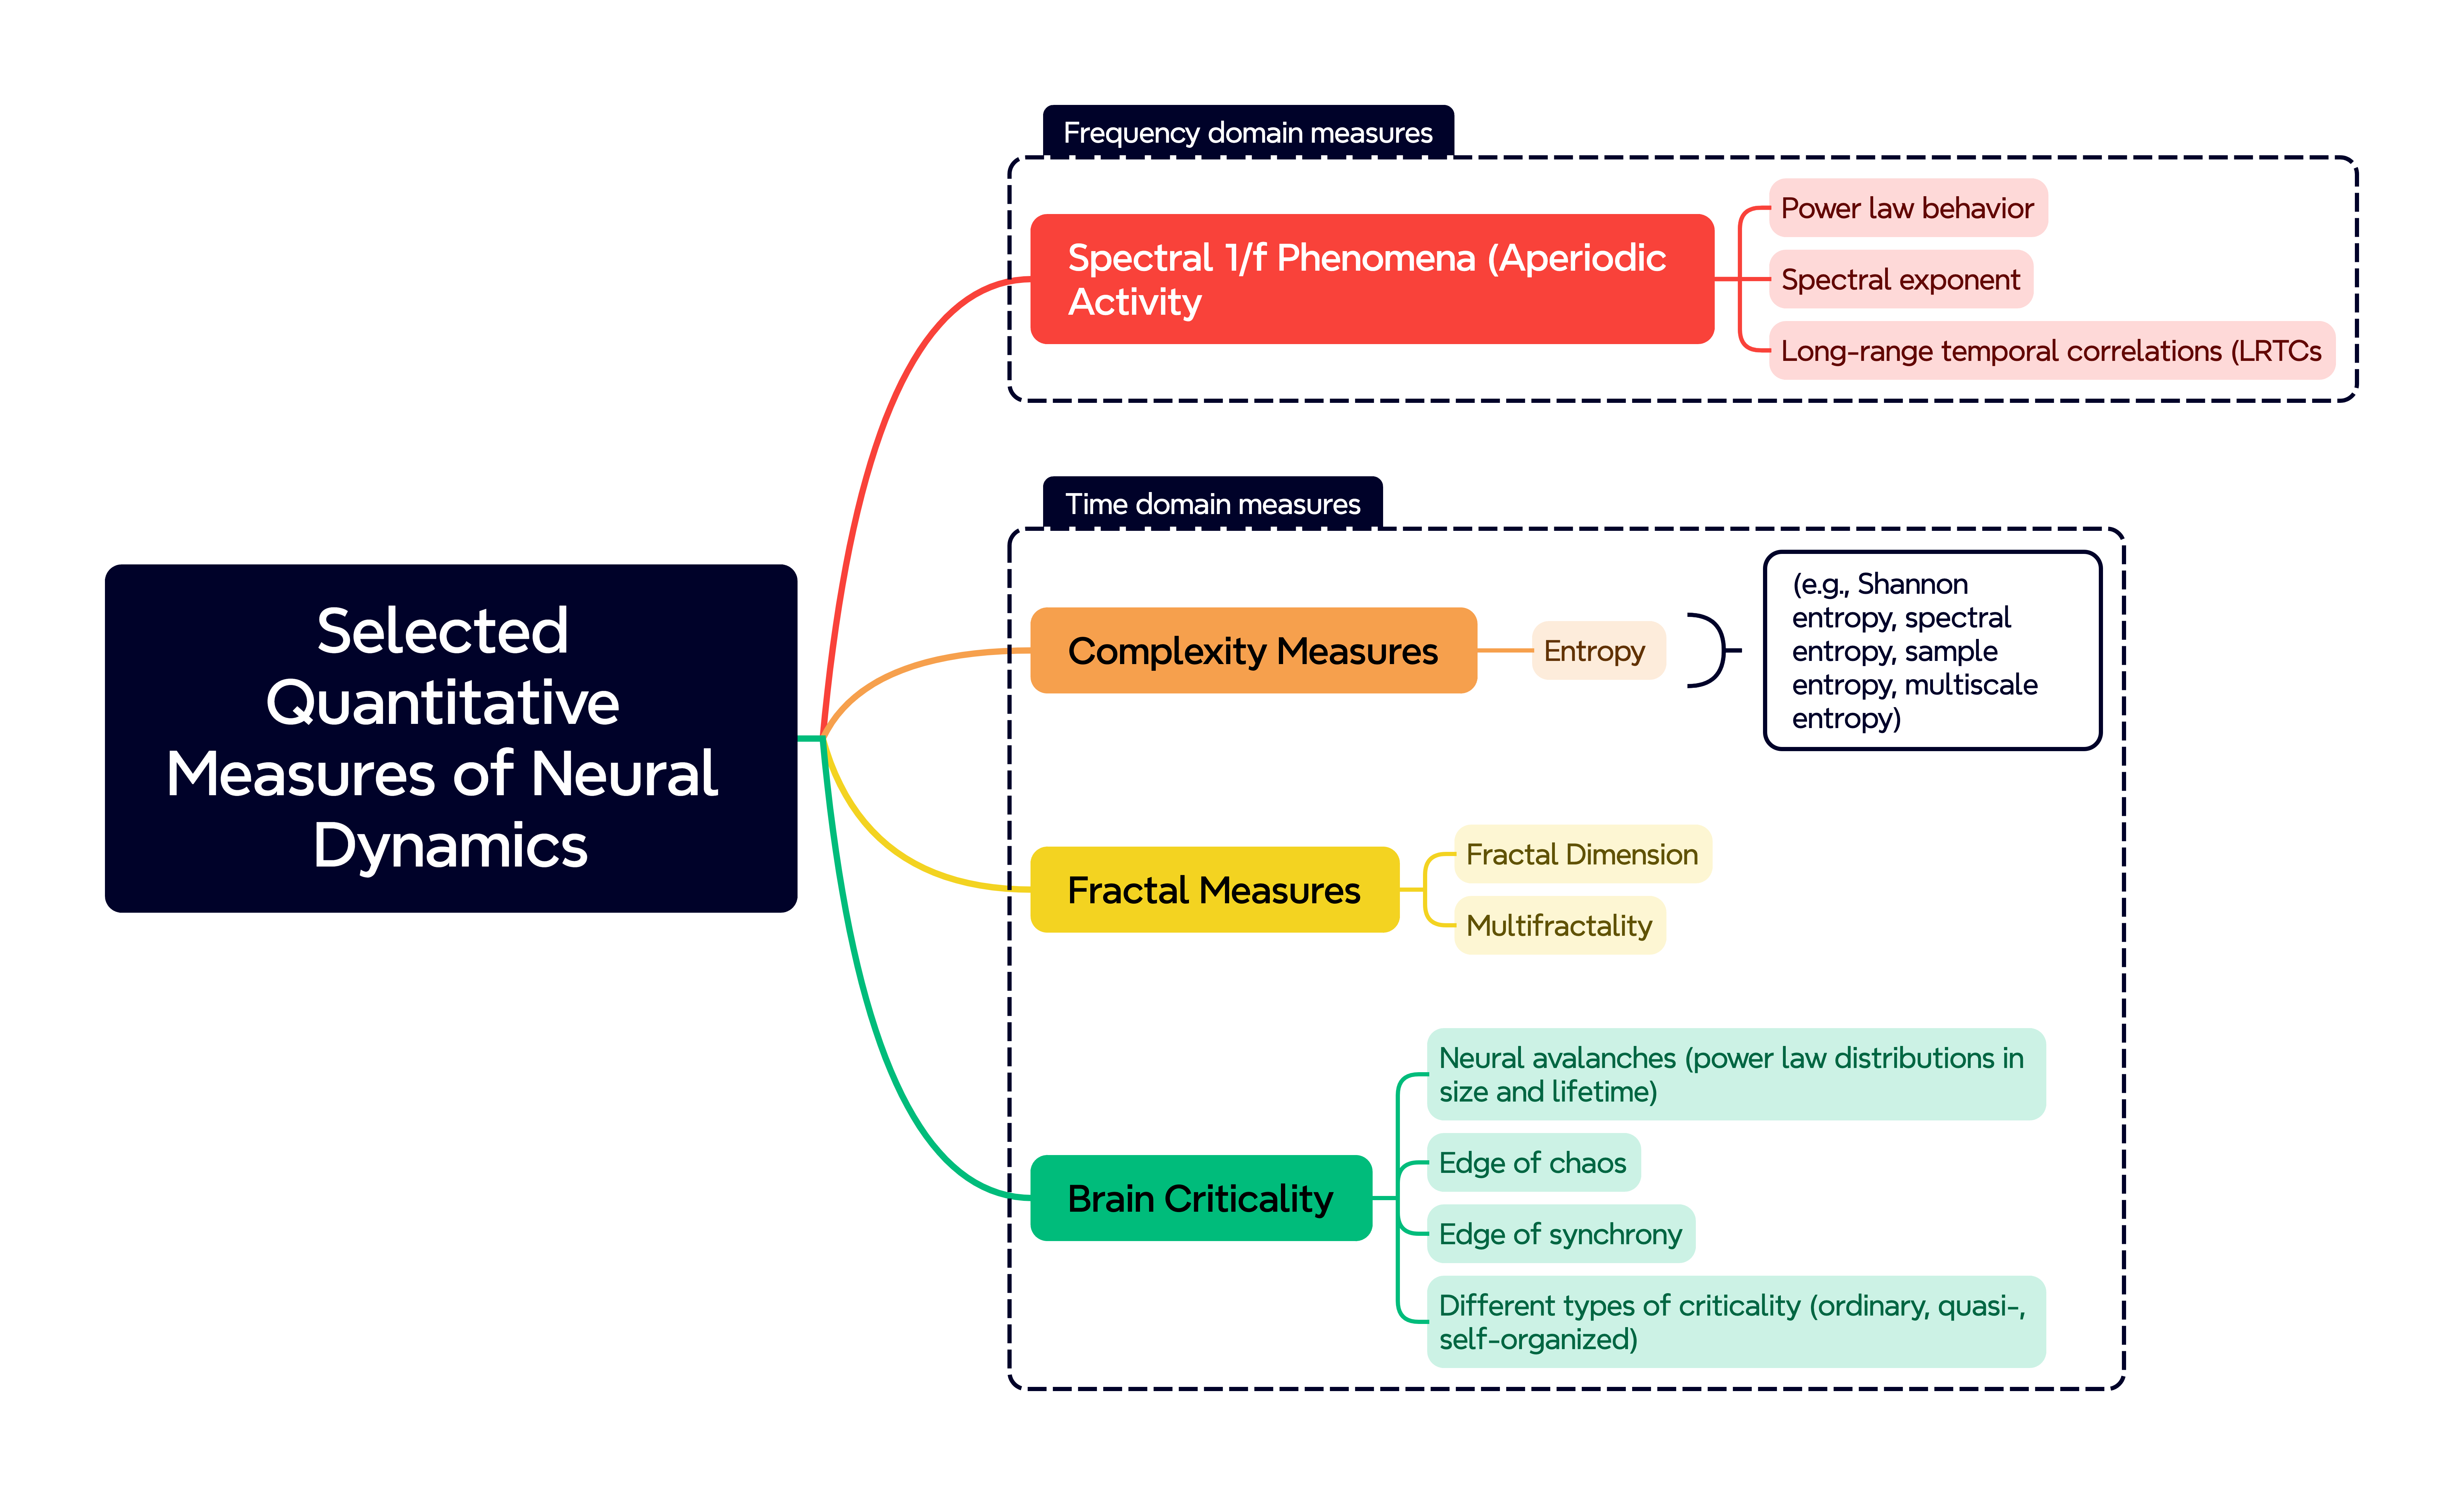 Selected
Quantitative
Measures of Neural
Dynamics
Frequency domain measures
Spectral 1/f Phenomena (Aperiodic
Activity
Power law behavior
Spectral exponent
Long-range temporal correlations (LRTCs
Time domain measures
Complexity Measures
Entropy
(e.g., Shannon
entropy, spectral
entropy, sample
entropy, multiscale
entropy)
Fractal Measures
Fractal Dimension
Multifractality
Brain Criticality
Neural avalanches (power law distributions in
size and lifetime)
Edge of chaos
Edge of synchrony
Different types of criticality (ordinary, quasi-,
self-organized)